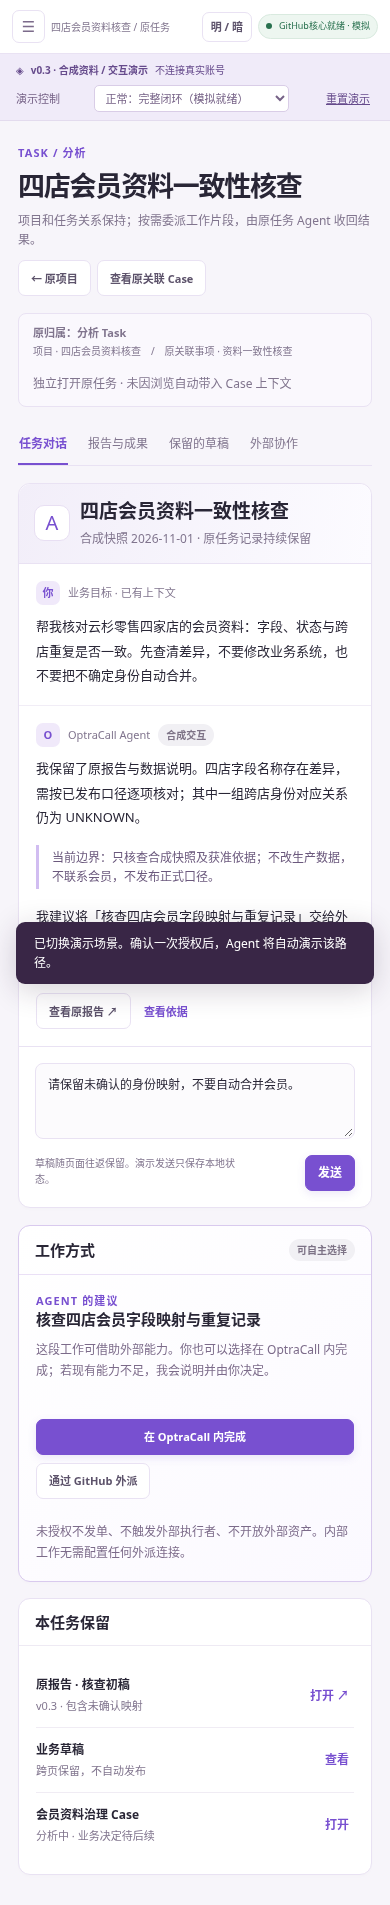 ☰ 四店会员资料核查 / 原任务 明 / 暗 GitHub核心就绪 · 模拟
◈ v0.3 · 合成资料 / 交互演示 不连接真实账号
演示控制 正常：完整闭环（模拟就绪） 重置演示
TASK / 分析
四店会员资料一致性核查
项目和任务关系保持；按需委派工作片段，由原任务 Agent 收回结
果。
← 原项目 查看原关联 Case
原归属：分析 Task
项目 · 四店会员资料核查 / 原关联事项 · 资料一致性核查
独立打开原任务 · 未因浏览自动带入 Case 上下文
任务对话 报告与成果 保留的草稿 外部协作
A 四店会员资料一致性核查
合成快照 2026-11-01 · 原任务记录持续保留
你 业务目标 · 已有上下文
帮我核对云杉零售四家店的会员资料：字段、状态与跨
店重复是否一致。先查清差异，不要修改业务系统，也
不要把不确定身份自动合并。
O OptraCall Agent 合成交互
我保留了原报告与数据说明。四店字段名称存在差异，
需按已发布口径逐项核对；其中一组跨店身份对应关系
仍为 UNKNOWN。
当前边界：只核查合成快照及获准依据；不改生产数据，
不联系会员，不发布正式口径。
我建议将「核查四店会员字段映射与重复记录」交给外
已切换演示场景。确认一次授权后，Agent 将自动演示该路
径。
查看原报告 ↗ 查看依据
请保留未确认的身份映射，不要自动合并会员。
草稿随页面往返保留。演示发送只保存本地状
态。
发送
工作方式 可自主选择
AGENT 的建议
核查四店会员字段映射与重复记录
这段工作可借助外部能力。你也可以选择在 OptraCall 内完
成；若现有能力不足，我会说明并由你决定。
在 OptraCall 内完成
通过 GitHub 外派
未授权不发单、不触发外部执行者、不开放外部资产。内部
工作无需配置任何外派连接。
本任务保留
原报告 · 核查初稿 打开 ↗
v0.3 · 包含未确认映射
业务草稿 查看
跨页保留，不自动发布
会员资料治理 Case 打开
分析中 · 业务决定待后续